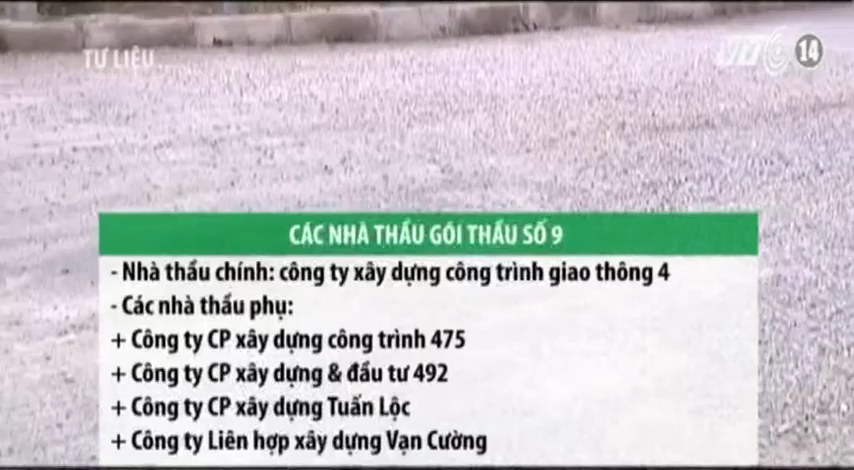 TƯ LIỆU...
VTC 14
CÁC NHÀ THẦU GÓI THẦU SỐ 9
- Nhà thầu chính: công ty xây dựng công trình giao thông 4
- Các nhà thầu phụ:
+ Công ty CP xây dựng công trình 475
+ Công ty CP xây dựng & đầu tư 492
+ Công ty CP xây dựng Tuấn Lộc
+ Công ty Liên hợp xây dựng Vạn Cường